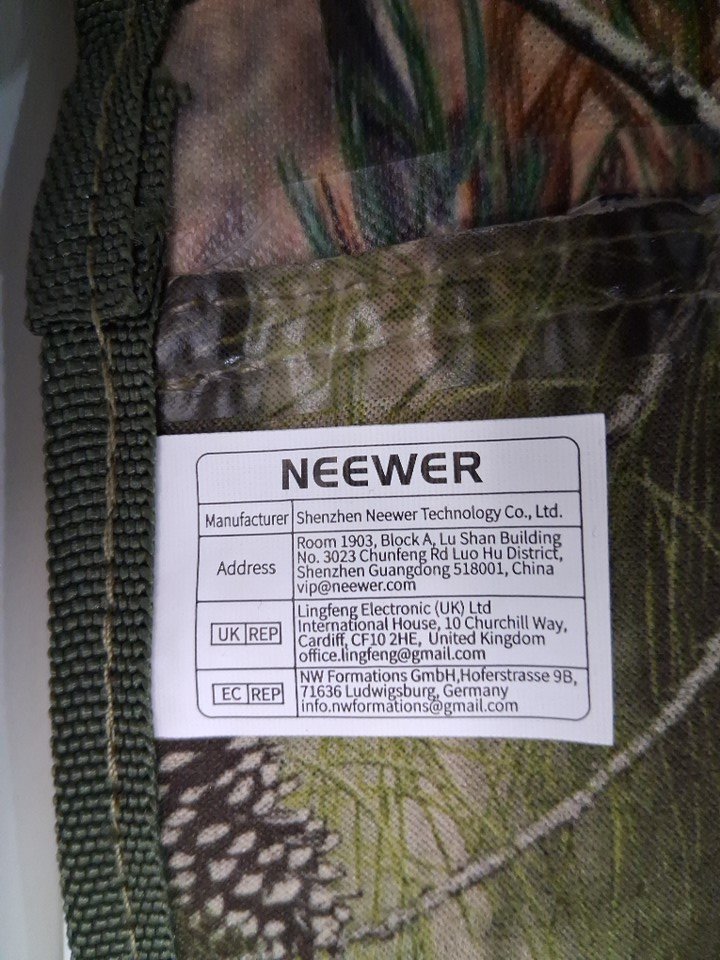 NEEWER
Manufacturer Shenzhen Neewer Technology Co., Ltd.
Address
Room 1903, Block A, Lu Shan Building
No. 3023 Chunfeng Rd Luo Hu District,
Shenzhen Guangdong 518001, China
vip@neewer.com
UK REP
Lingfeng Electronic (UK) Ltd
International House, 10 Churchill Way,
Cardiff, CF10 2HE, United Kingdom
office.lingfeng@gmail.com
EC REP
NW Formations GmbH,Hoferstrasse 9B,
71636 Ludwigsburg, Germany
info.nwformations@gmail.com